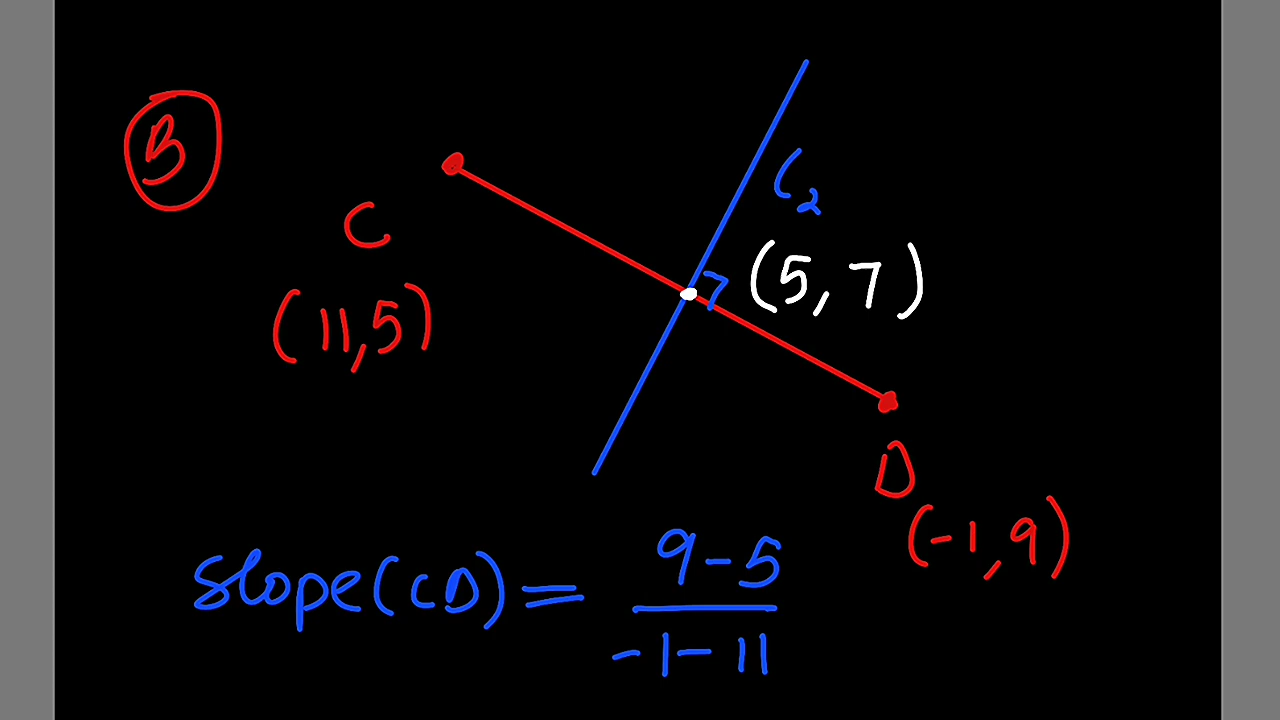 B
L₂
C
(5,7)
(11,5)
D
(-1,9)
slope(CD) = 9-5
-1-11